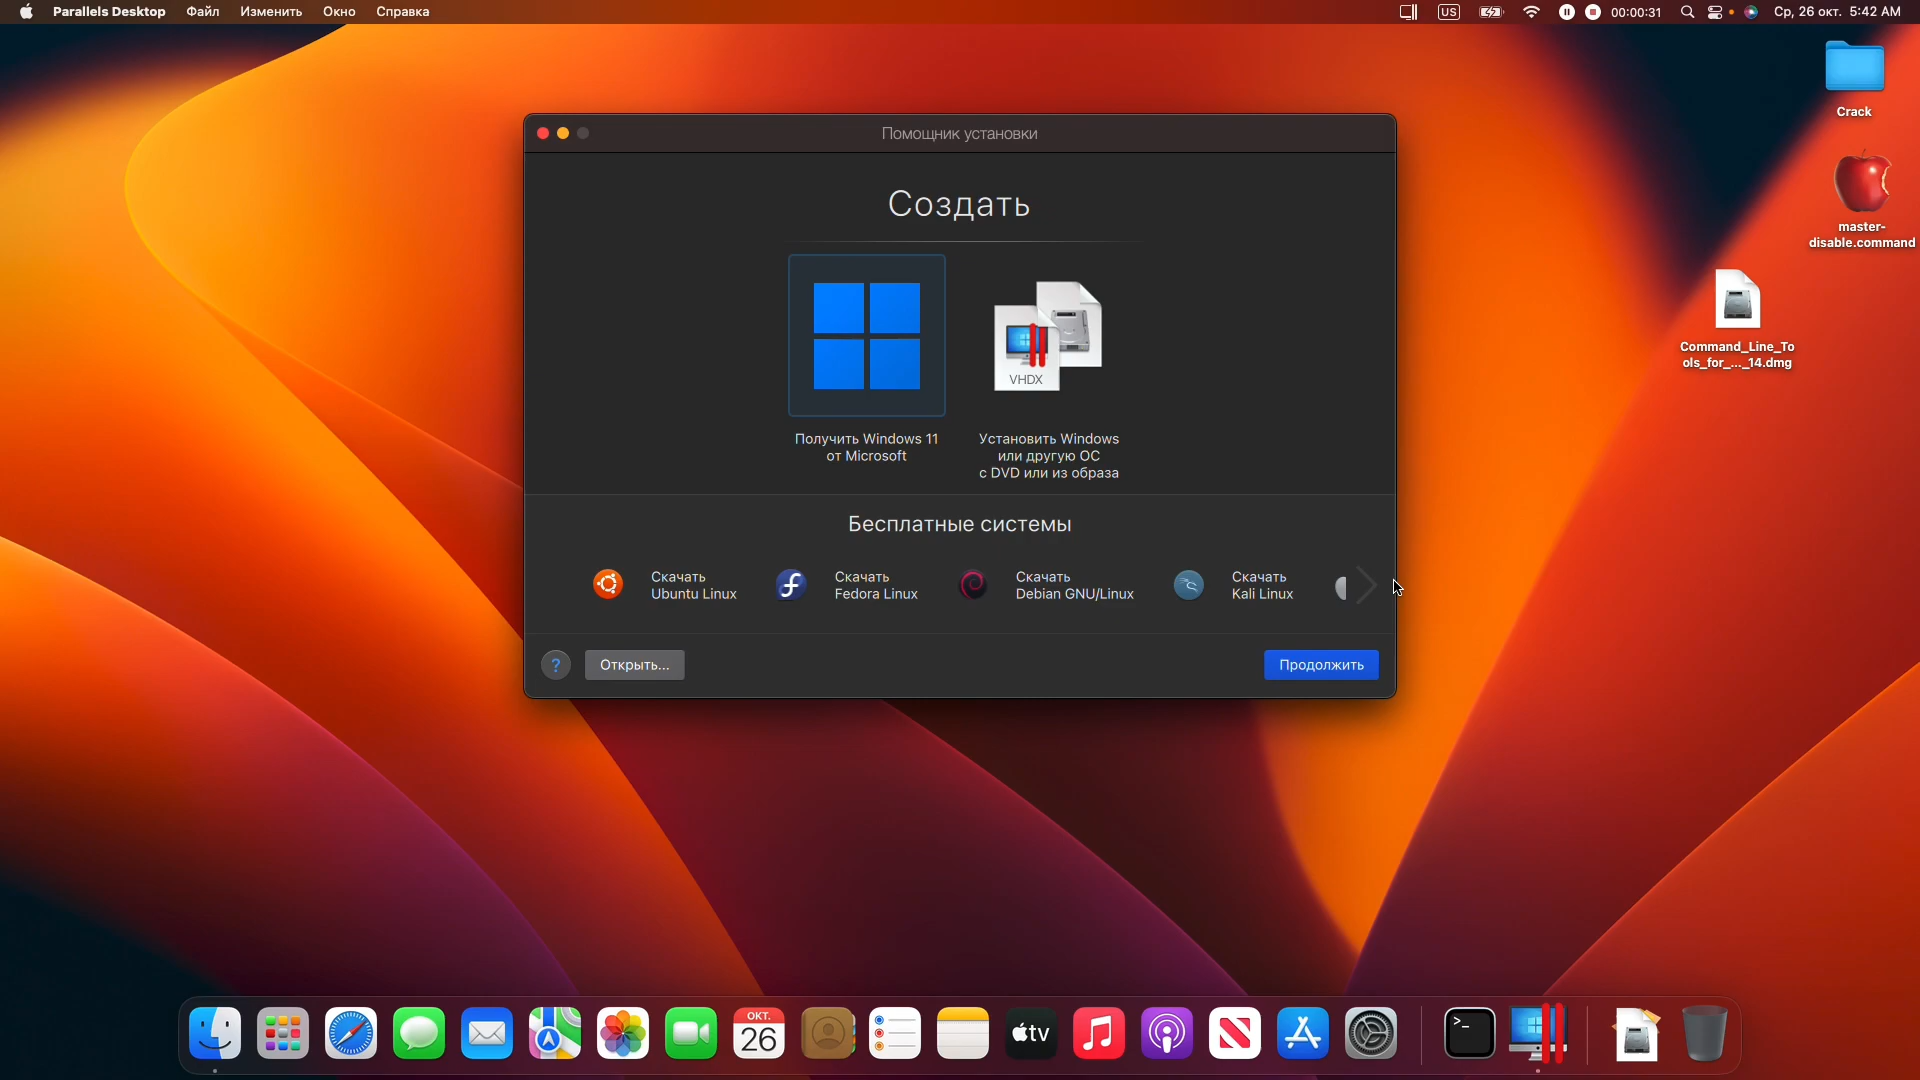 Parallels Desktop Файл Изменить Окно Справка
US
00:00:31
Ср, 26 окт. 5:42 AM
Crack
master-
disable.command
Command_Line_To
ols_for_..._14.dmg
Помощник установки
Создать
VHDX
Получить Windows 11
от Microsoft
Установить Windows
или другую ОС
с DVD или из образа
Бесплатные системы
Скачать
Ubuntu Linux
Скачать
Fedora Linux
Скачать
Debian GNU/Linux
Скачать
Kali Linux
?
Открыть...
Продолжить
ОКТ.
26
tv
>_